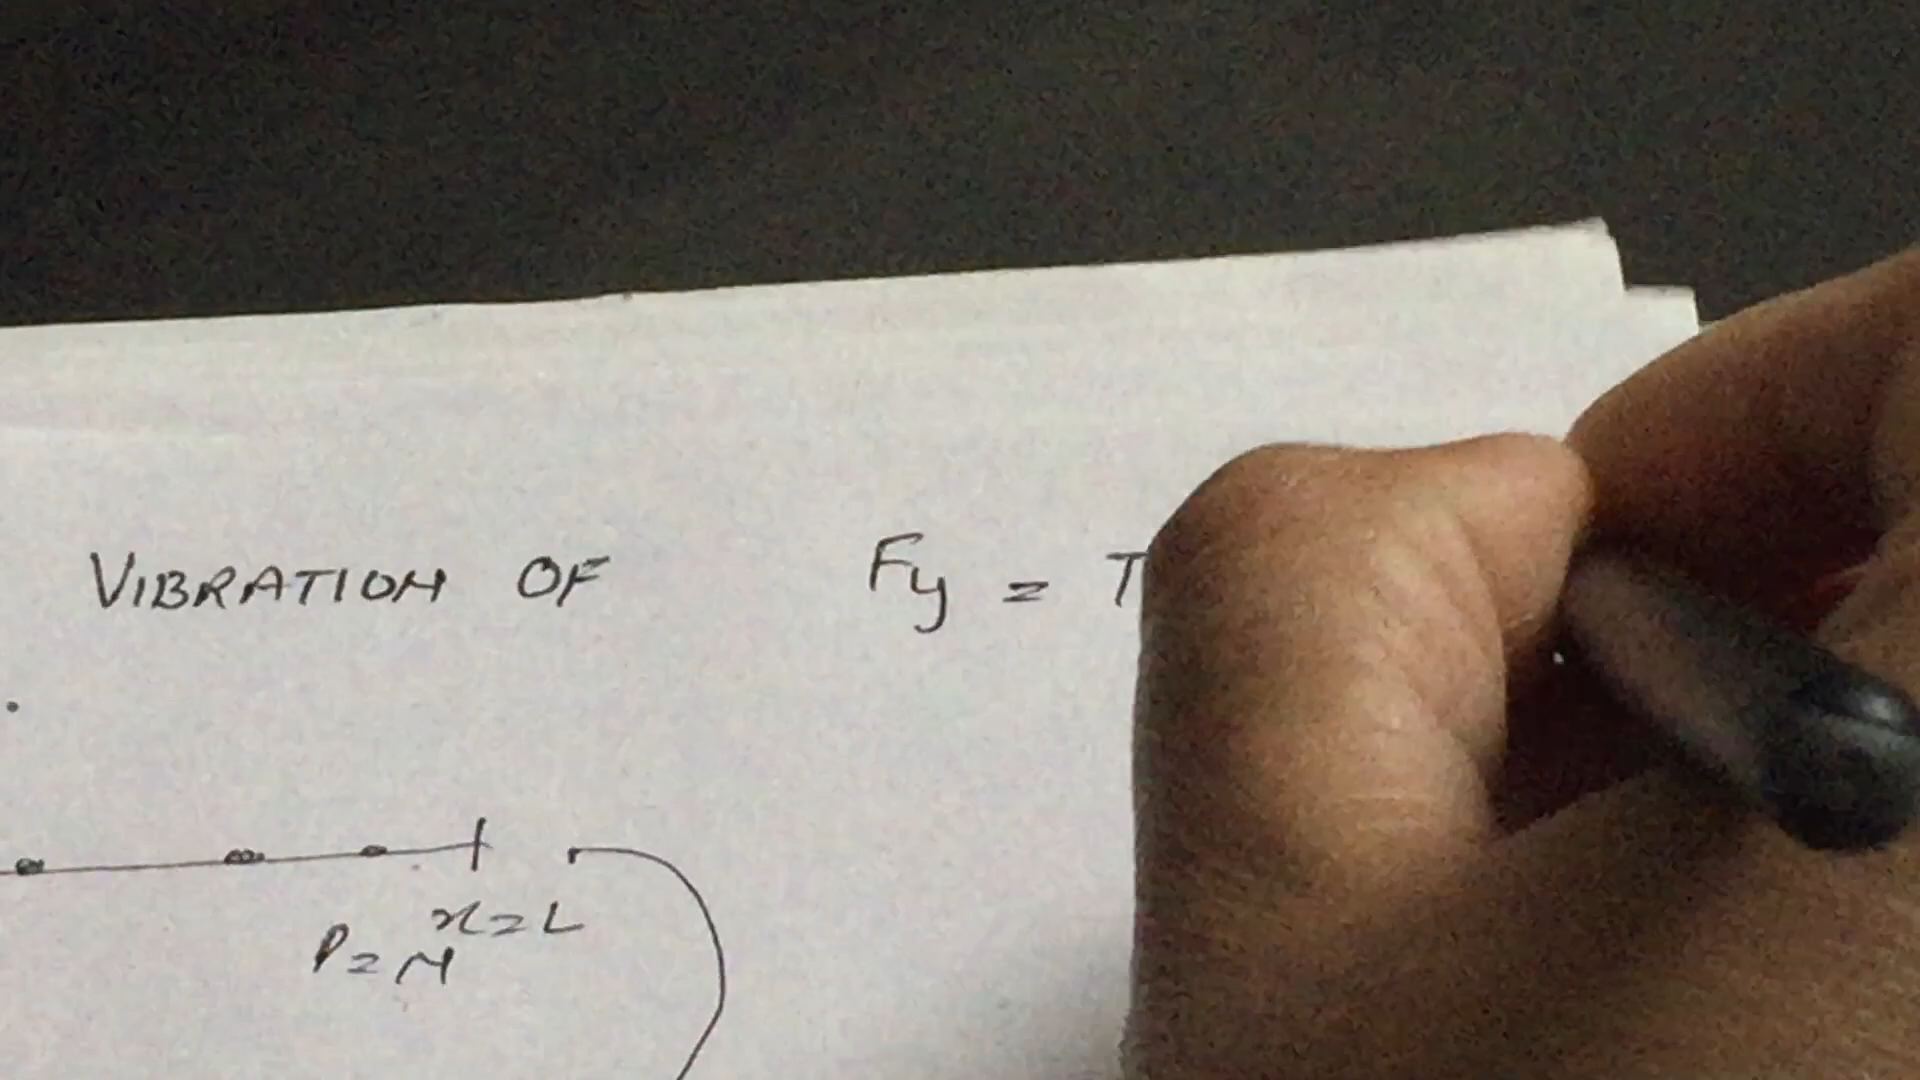 VIBRATION OF
Fy = T
x = L
P = N